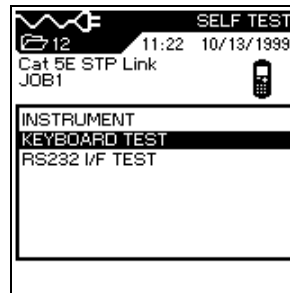 SELF TEST
12 11:22 10/13/1999
Cat 5E STP Link
JOB1
INSTRUMENT
KEYBOARD TEST
RS232 I/F TEST